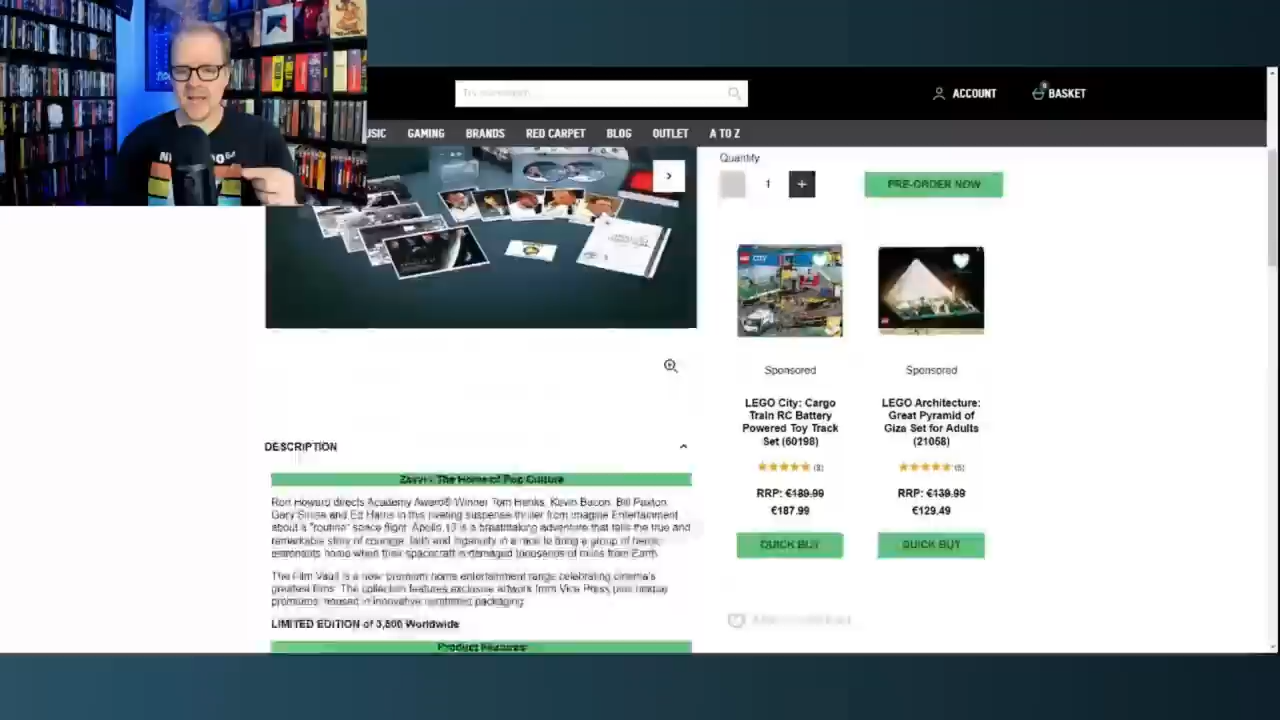 ACCOUNT
BASKET
GAMING
BRANDS
RED CARPET
BLOG
OUTLET
A TO Z
Quantity
1
+
PRE-ORDER NOW
CITY
Sponsored
Sponsored
LEGO City: Cargo
Train RC Battery
Powered Toy Track
Set (60198)
LEGO Architecture:
Great Pyramid of
Giza Set for Adults
(21058)
RRP: €189.99
€187.99
RRP: €139.99
€129.49
QUICK BUY
QUICK BUY
DESCRIPTION
Zavvi - The Home of Pop Culture
Ron Howard directs Academy Award® Winner Tom Hanks, Kevin Bacon, Bill Paxton,
Gary Sinise and Ed Harris in this riveting suspense-thriller from Imagine Entertainment
about a "routine" space flight. Apollo 13 is a breathtaking adventure that tells the true and
remarkable story of courage, faith and ingenuity in a race to bring a group of heroic
astronauts home when their spacecraft is damaged thousands of miles from Earth.
The Film Vault is a new premium home entertainment range celebrating cinema's
greatest films. The collection features exclusive artwork from Vice Press, plus unique
premiums, housed in innovative numbered packaging.
LIMITED EDITION of 3,500 Worldwide
Product Features: